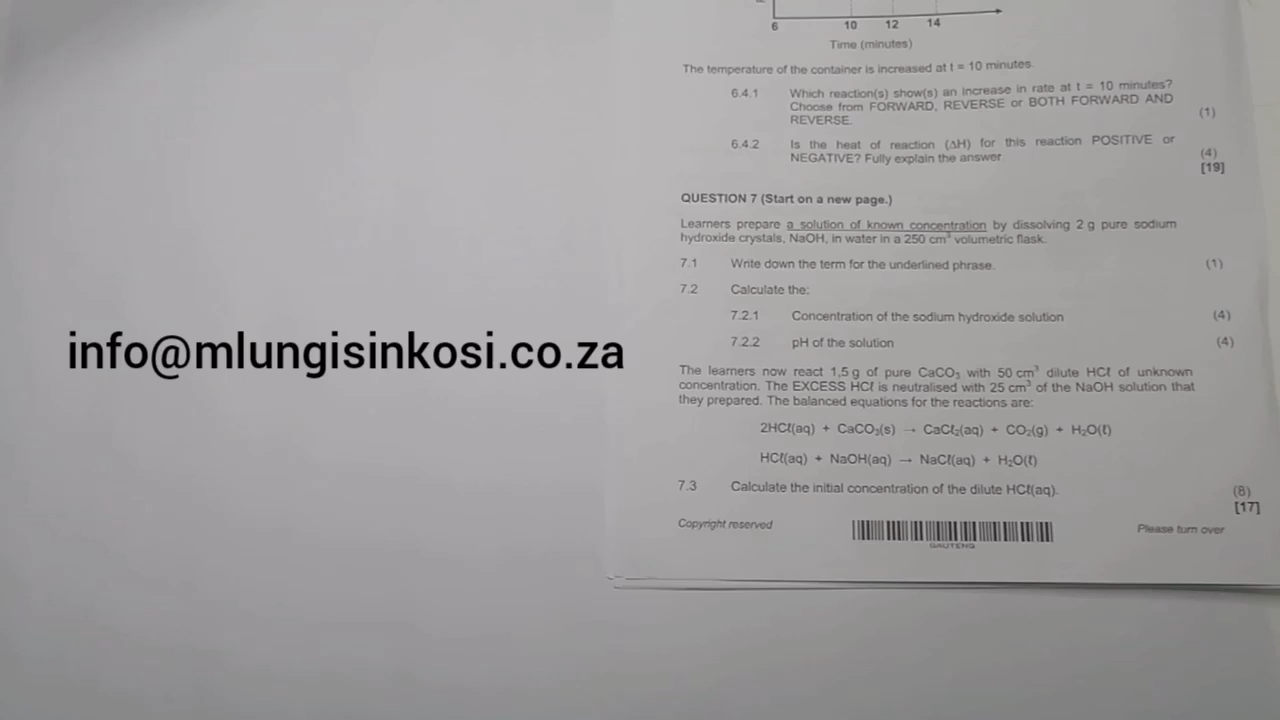 6 10 12 14
Time (minutes)
The temperature of the container is increased at t = 10 minutes.
6.4.1 Which reaction(s) show(s) an increase in rate at t = 10 minutes?
Choose from FORWARD, REVERSE or BOTH FORWARD AND
REVERSE. (1)
6.4.2 Is the heat of reaction (ΔH) for this reaction POSITIVE or
NEGATIVE? Fully explain the answer. (4)
[19]
QUESTION 7 (Start on a new page.)
Learners prepare a solution of known concentration by dissolving 2 g pure sodium
hydroxide crystals, NaOH, in water in a 250 cm³ volumetric flask.
7.1 Write down the term for the underlined phrase. (1)
7.2 Calculate the:
7.2.1 Concentration of the sodium hydroxide solution (4)
7.2.2 pH of the solution (4)
info@mlungisinkosi.co.za
The learners now react 1,5 g of pure CaCO₃ with 50 cm³ dilute HCℓ of unknown
concentration. The EXCESS HCℓ is neutralised with 25 cm³ of the NaOH solution that
they prepared. The balanced equations for the reactions are:
2HCℓ(aq) + CaCO₃(s) → CaCℓ₂(aq) + CO₂(g) + H₂O(ℓ)
HCℓ(aq) + NaOH(aq) → NaCℓ(aq) + H₂O(ℓ)
7.3 Calculate the initial concentration of the dilute HCℓ(aq). (8)
[17]
Copyright reserved Please turn over
GAUTENG